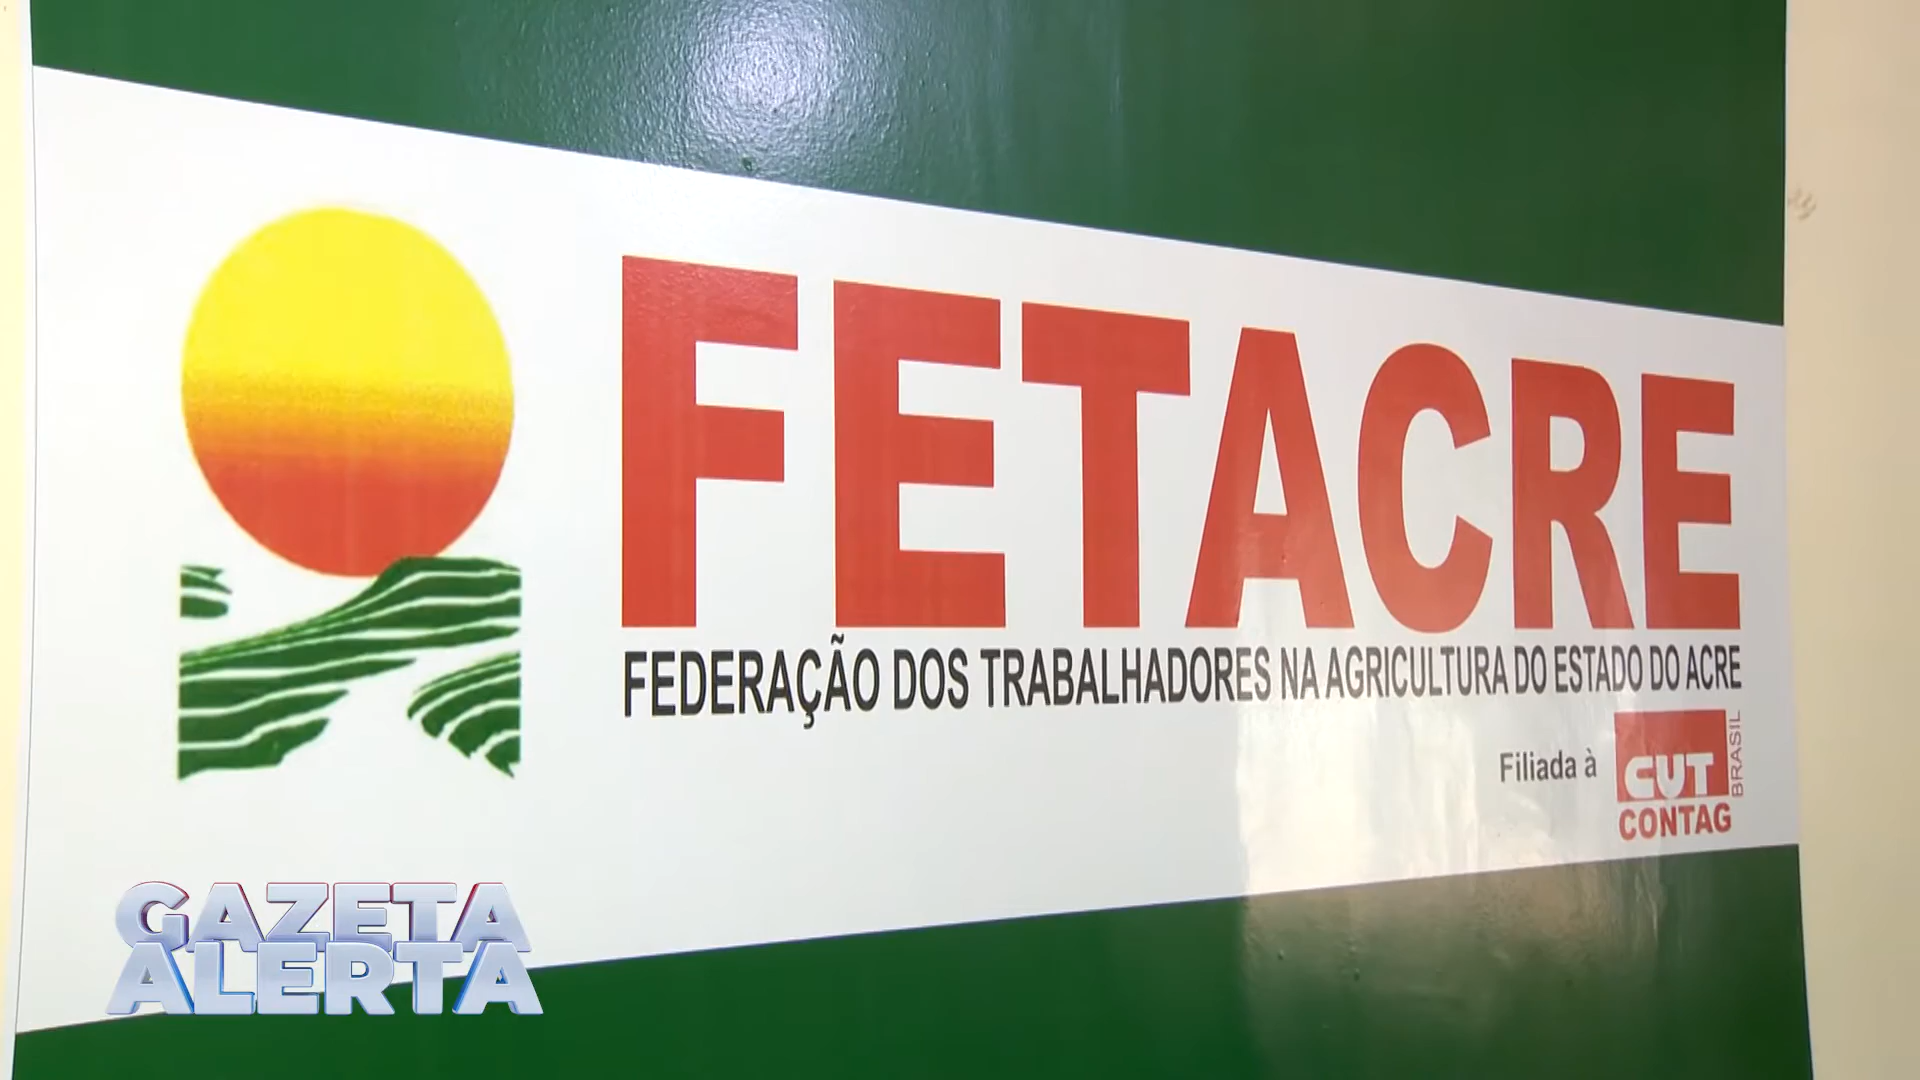 FETACRE
FEDERAÇÃO DOS TRABALHADORES NA AGRICULTURA DO ESTADO DO ACRE
Filiada à
CUT
BRASIL
CONTAG
GAZETA
ALERTA